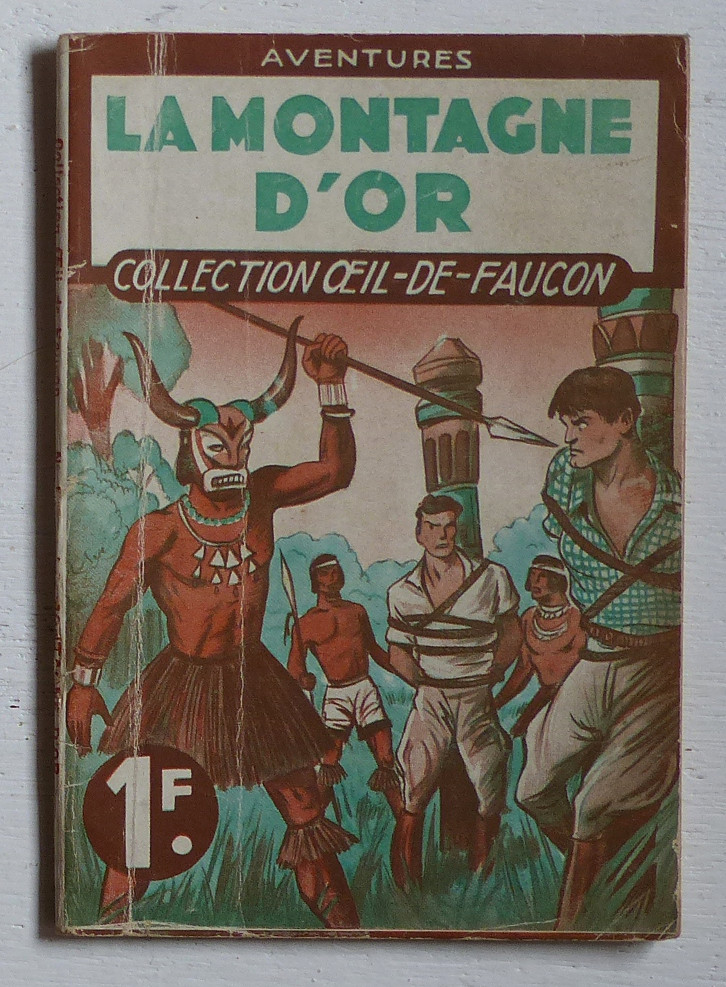 AVENTURES
LA MONTAGNE
D'OR
COLLECTION ŒIL-DE-FAUCON
1F.